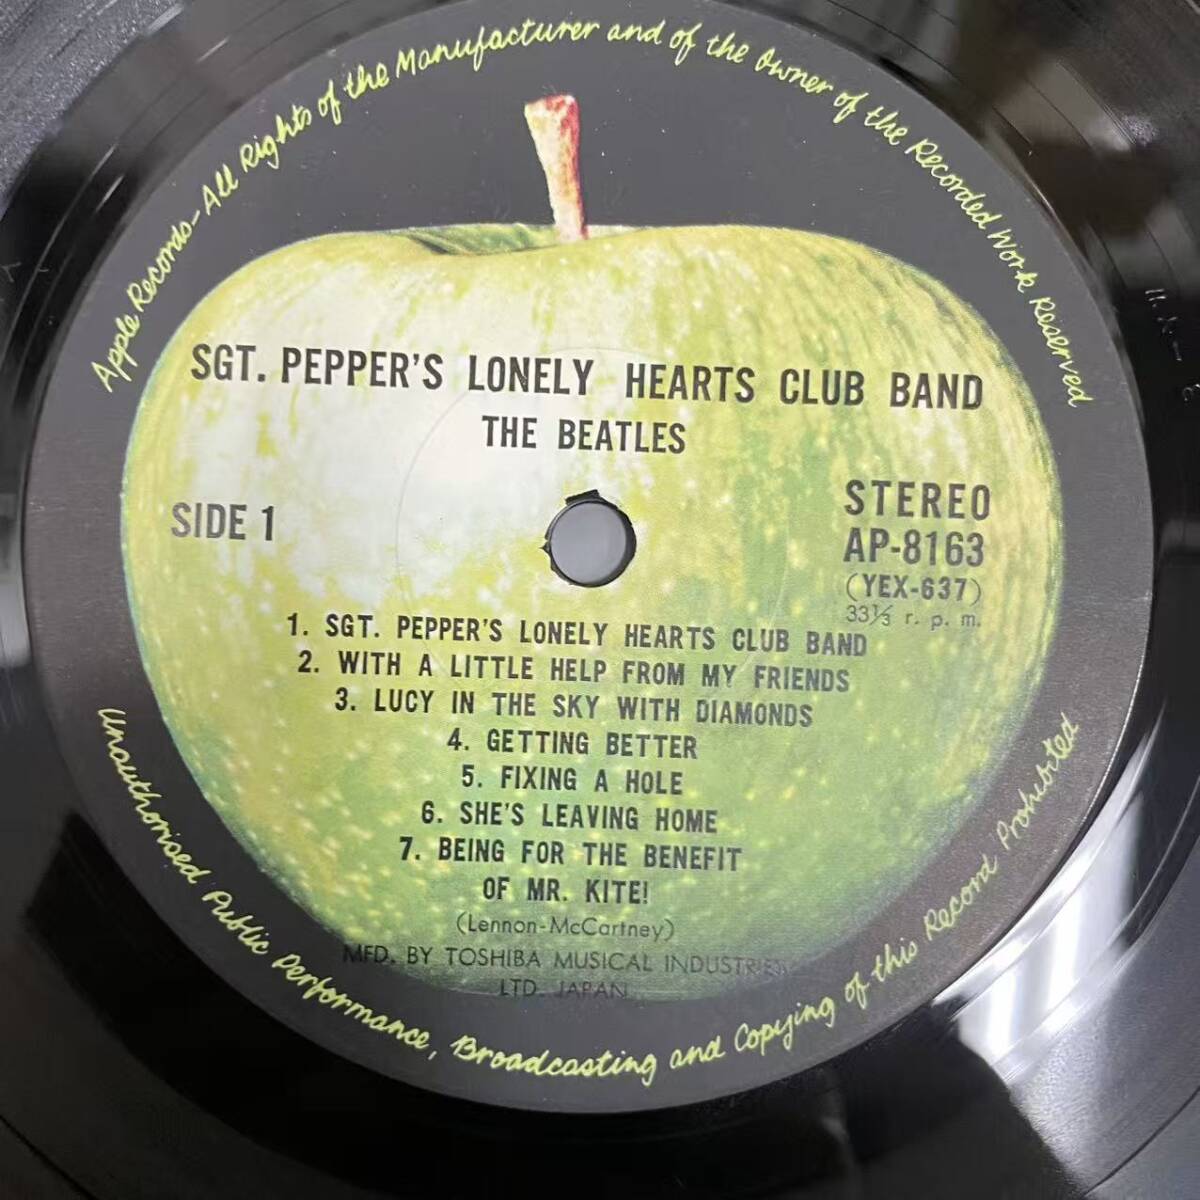 Apple Records-All Rights of the Manufacturer and of the Owner of the Recorded Work Reserved
SGT. PEPPER'S LONELY HEARTS CLUB BAND
THE BEATLES
SIDE 1
STEREO
AP-8163
(YEX-637)
33⅓ r. p. m.
1. SGT. PEPPER'S LONELY HEARTS CLUB BAND
2. WITH A LITTLE HELP FROM MY FRIENDS
3. LUCY IN THE SKY WITH DIAMONDS
4. GETTING BETTER
5. FIXING A HOLE
6. SHE'S LEAVING HOME
7. BEING FOR THE BENEFIT
OF MR. KITE!
(Lennon-McCartney)
MFD. BY TOSHIBA MUSICAL INDUSTRIES
LTD. JAPAN
Unauthorised Public Performance, Broadcasting and Copying of this Record Prohibited